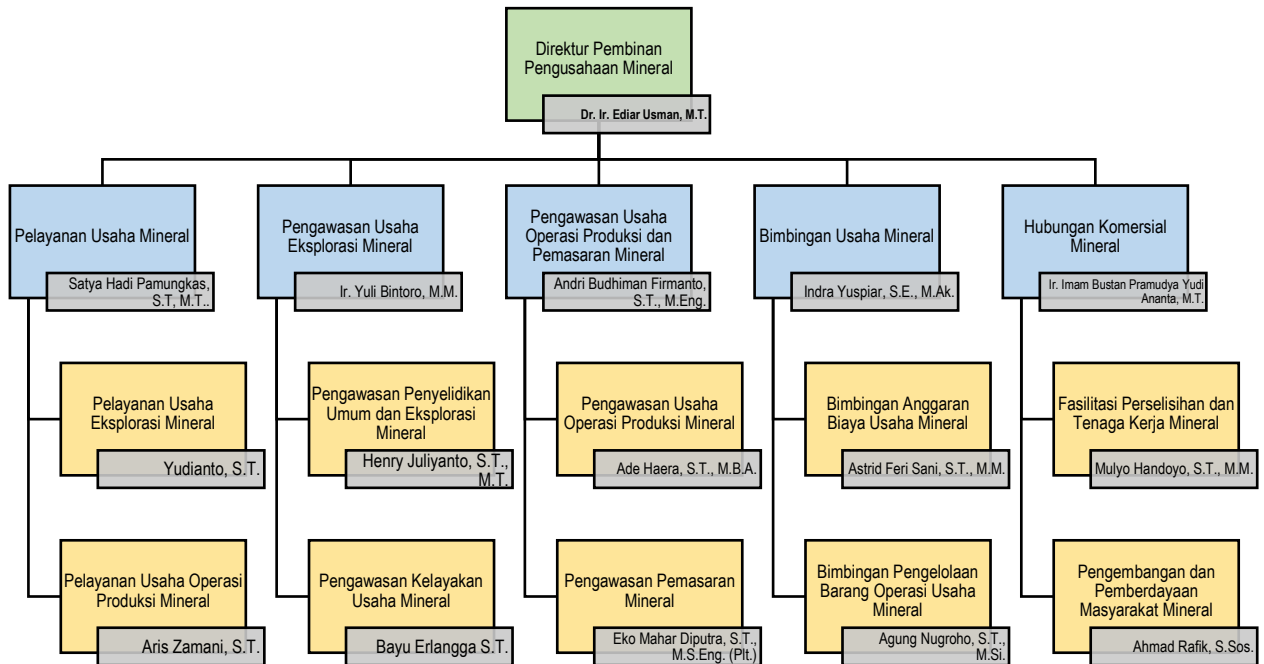 Direktur Pembinan
Pengusahaan Mineral
Dr. Ir. Ediar Usman, M.T.
Pelayanan Usaha Mineral
Satya Hadi Pamungkas,
S.T, M.T..
Pelayanan Usaha
Eksplorasi Mineral
Yudianto, S.T.
Pelayanan Usaha Operasi
Produksi Mineral
Aris Zamani, S.T.
Pengawasan Usaha
Eksplorasi Mineral
Ir. Yuli Bintoro, M.M.
Pengawasan Penyelidikan
Umum dan Eksplorasi
Mineral
Henry Juliyanto, S.T.,
M.T.
Pengawasan Kelayakan
Usaha Mineral
Bayu Erlangga S.T.
Pengawasan Usaha
Operasi Produksi dan
Pemasaran Mineral
Andri Budhiman Firmanto,
S.T., M.Eng.
Pengawasan Usaha
Operasi Produksi Mineral
Ade Haera, S.T., M.B.A.
Pengawasan Pemasaran
Mineral
Eko Mahar Diputra, S.T.,
M.S.Eng. (Plt.)
Bimbingan Usaha Mineral
Indra Yuspiar, S.E., M.Ak.
Bimbingan Anggaran
Biaya Usaha Mineral
Astrid Feri Sani, S.T., M.M.
Bimbingan Pengelolaan
Barang Operasi Usaha
Mineral
Agung Nugroho, S.T.,
M.Si.
Hubungan Komersial
Mineral
Ir. Imam Bustan Pramudya Yudi
Ananta, M.T.
Fasilitasi Perselisihan dan
Tenaga Kerja Mineral
Mulyo Handoyo, S.T., M.M.
Pengembangan dan
Pemberdayaan
Masyarakat Mineral
Ahmad Rafik, S.Sos.